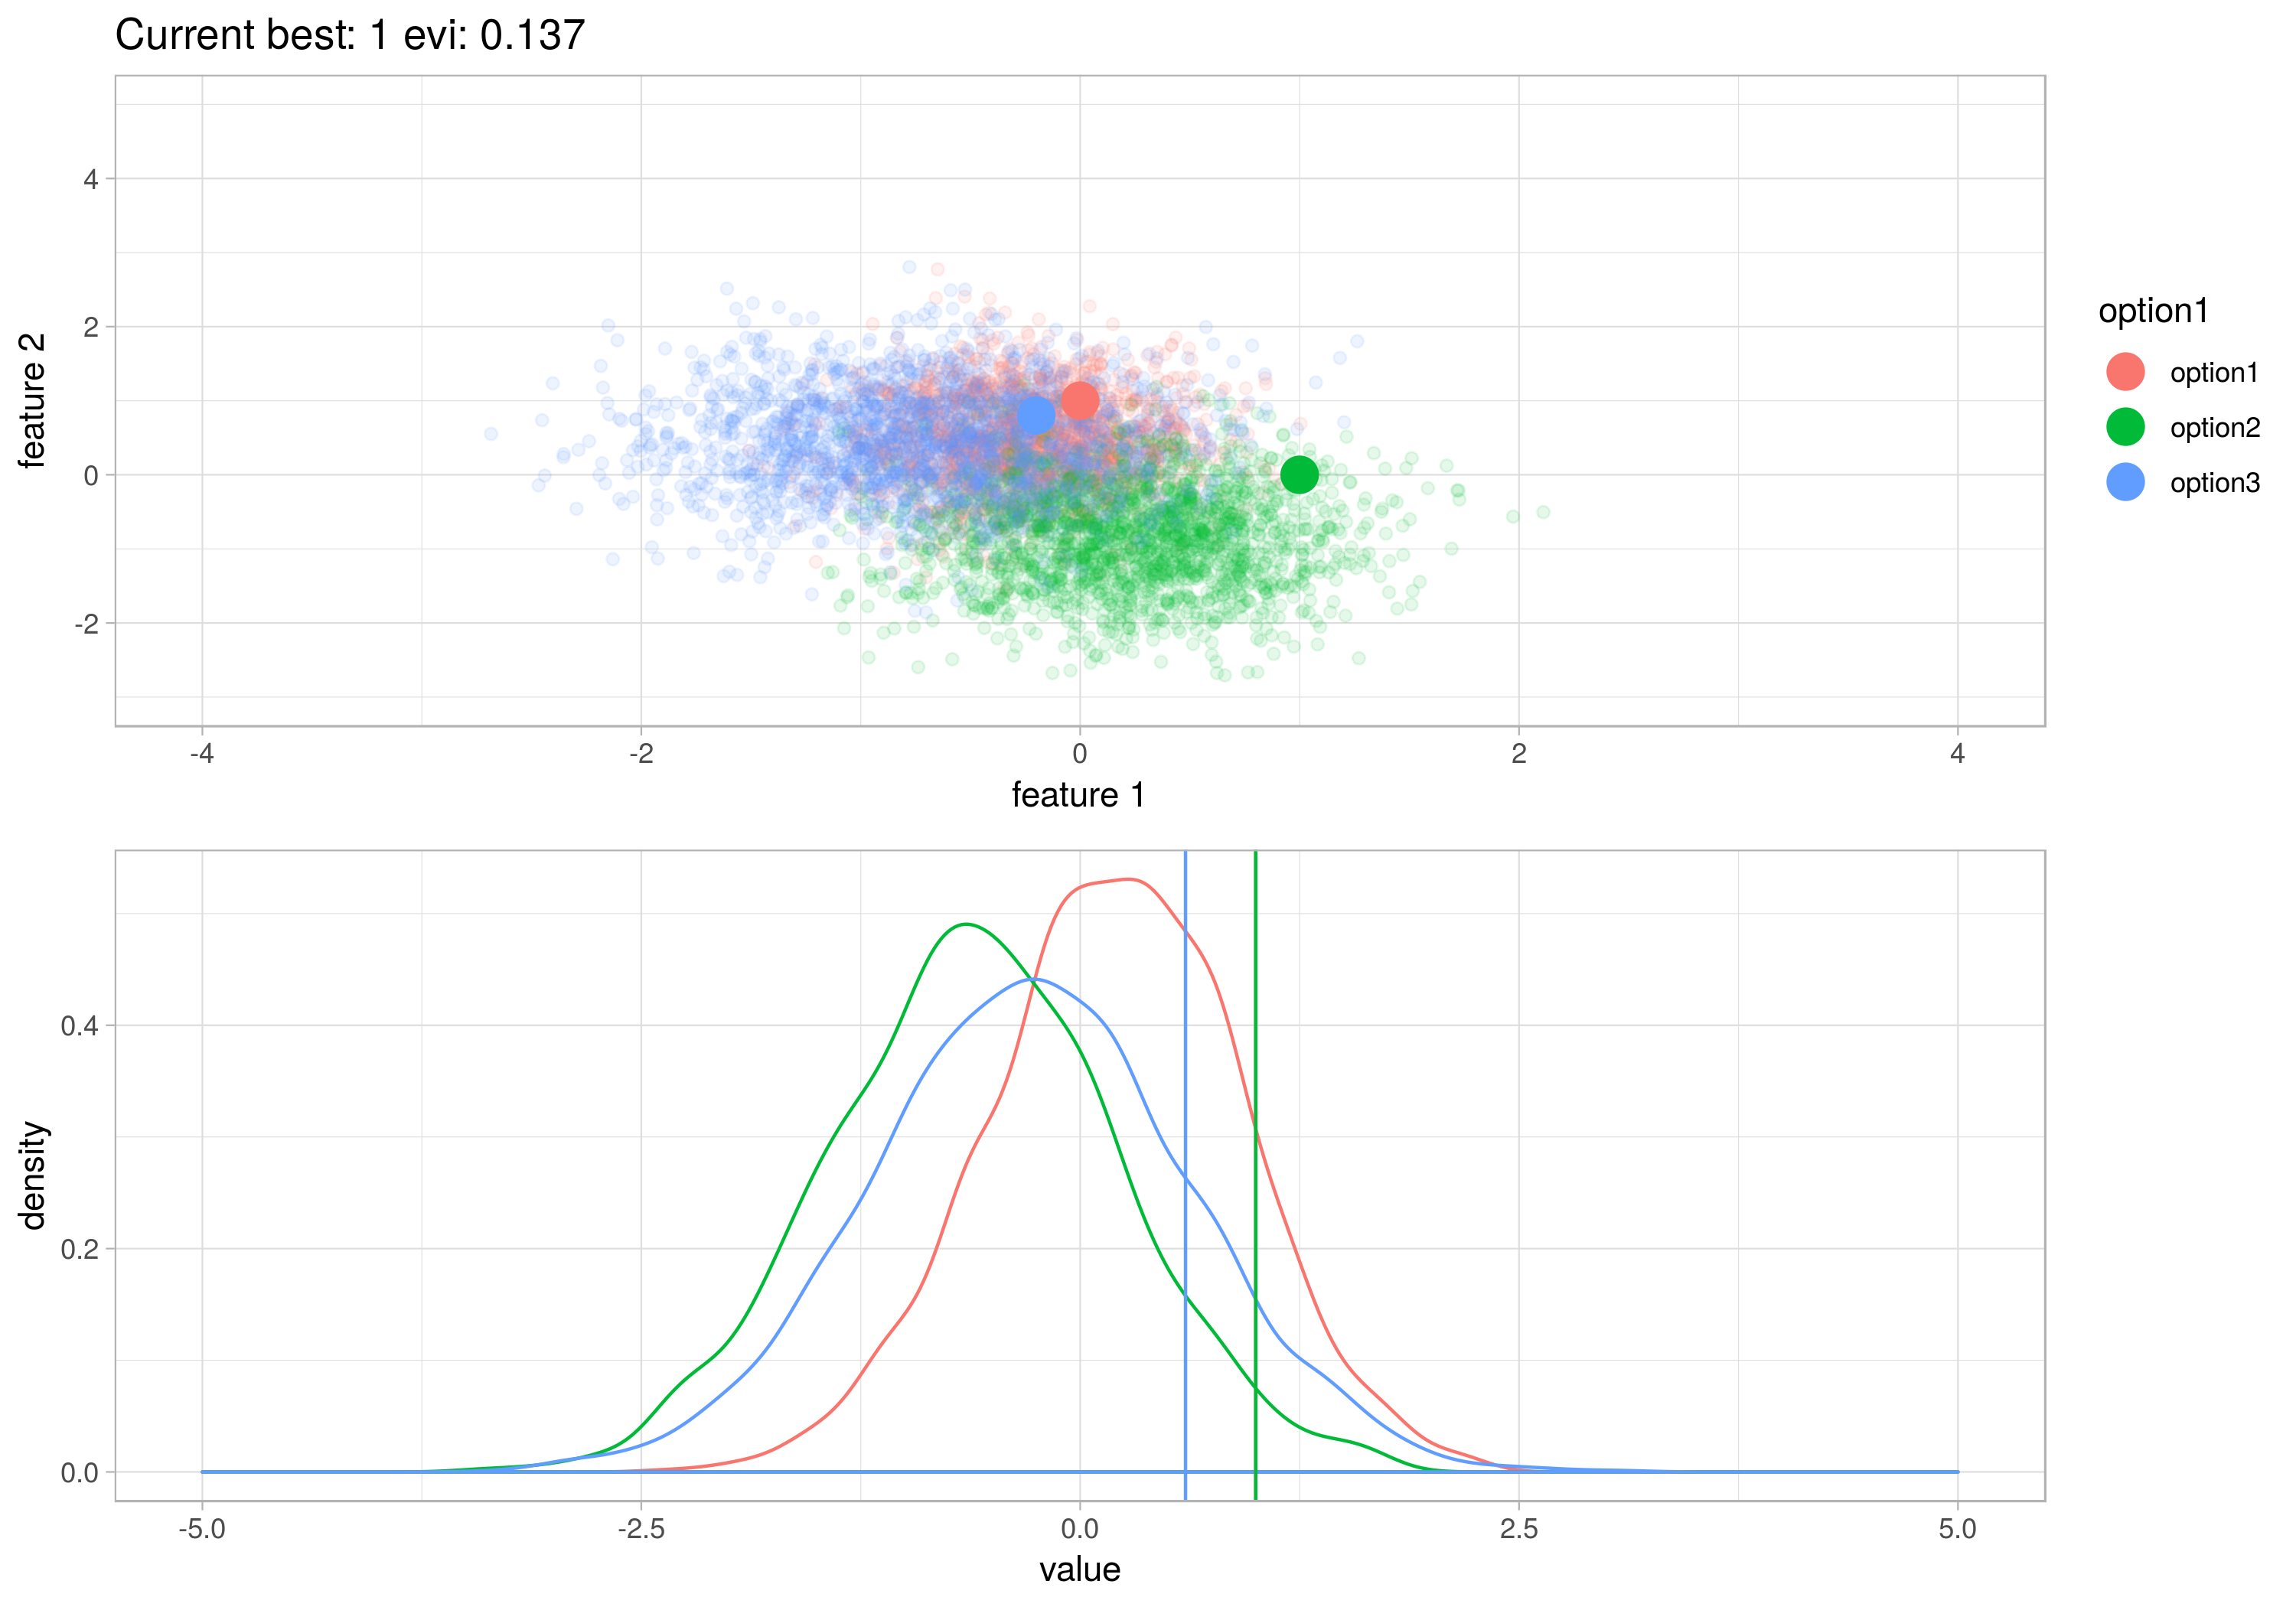 Current best: 1 evi: 0.137
4
2
0
-2
feature 2
-4
-2
0
2
4
feature 1
option1
option1
option2
option3
0.4
0.2
0.0
density
-5.0
-2.5
0.0
2.5
5.0
value